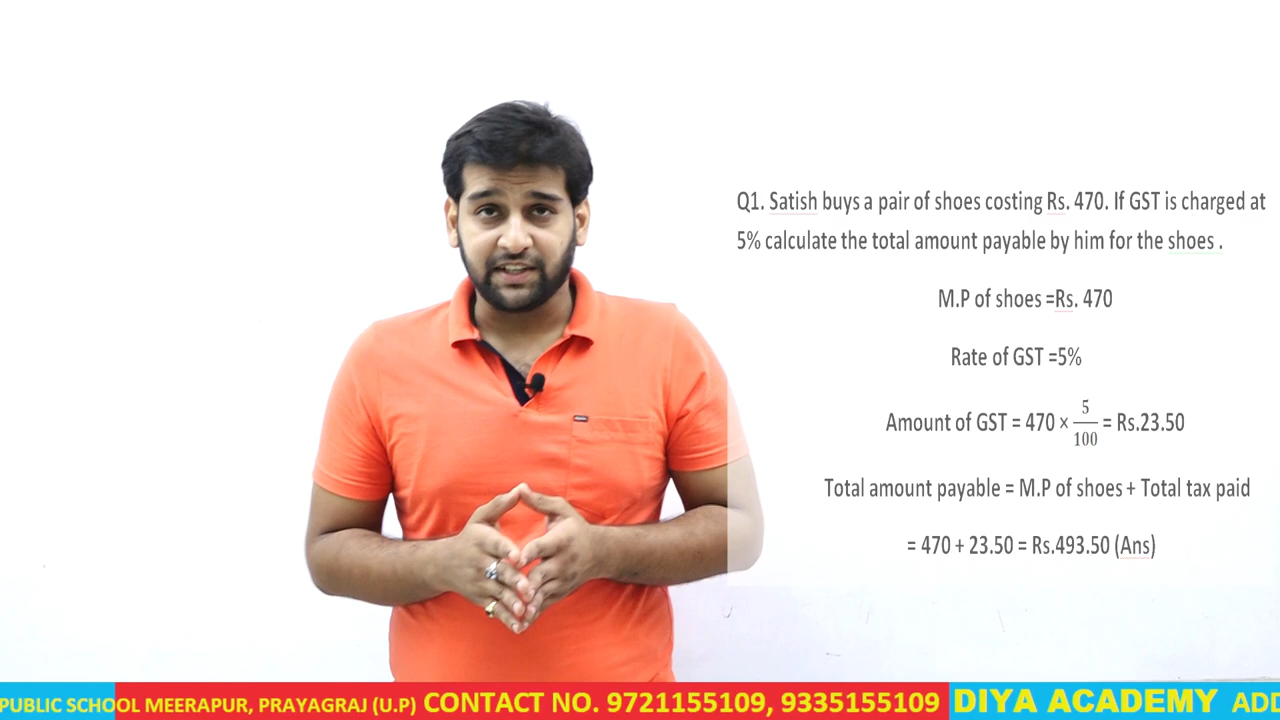 Q1. Satish buys a pair of shoes costing Rs. 470. If GST is charged at
5% calculate the total amount payable by him for the shoes .
M.P of shoes =Rs. 470
Rate of GST =5%
Amount of GST = 470 × 5/100 = Rs.23.50
Total amount payable = M.P of shoes + Total tax paid
= 470 + 23.50 = Rs.493.50 (Ans)
PUBLIC SCHOOL MEERAPUR, PRAYAGRAJ (U.P) CONTACT NO. 9721155109, 9335155109 DIYA ACADEMY ADD